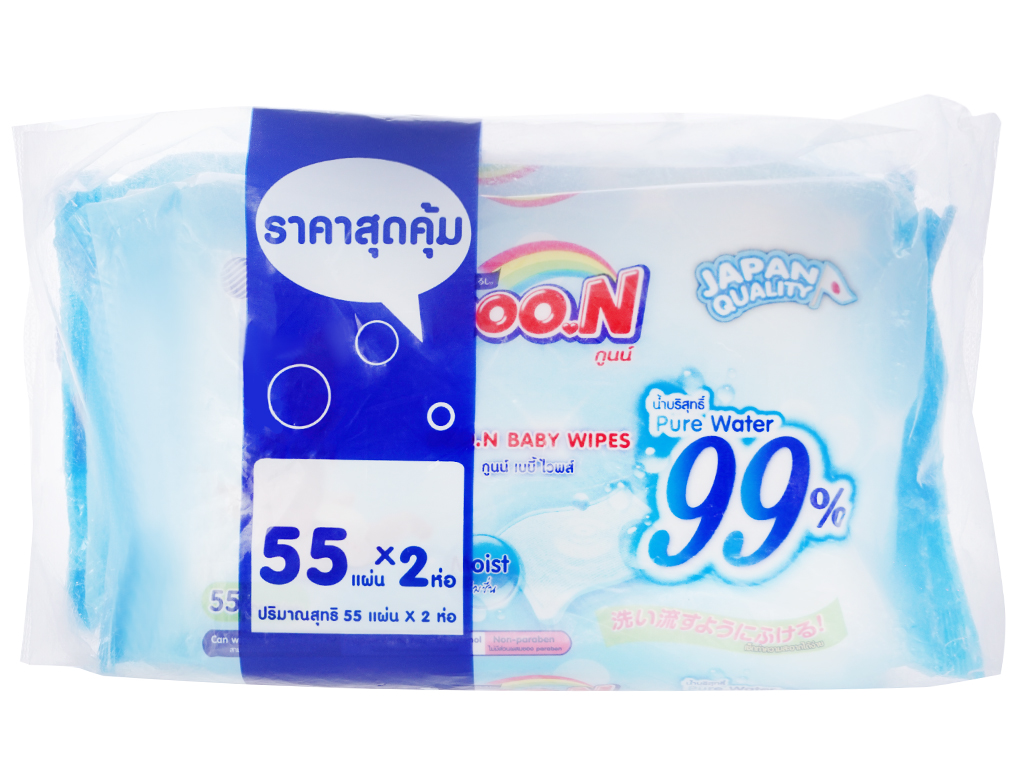 ราคาสุดคุ้ม
OO.N
กูนน์
JAPAN
QUALITY
น้ำบริสุทธิ์
Pure Water
99%
.N BABY WIPES
กูนน์ เบบี้ ไวพส์
55 แผ่น x 2 ห่อ
ปริมาณสุทธิ 55 แผ่น X 2 ห่อ
oist
55
Can w
Non-paraben
洗い流すようにふける!
Pure Water